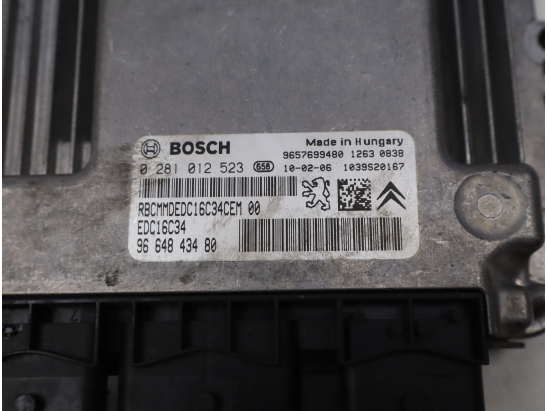 BOSCH
Made in Hungary
9657699480 1263 0838
0 281 012 523 658 10-02-06 1039S20167
RBCMMDEDC16C34CEM 00
EDC16C34
96 648 434 80